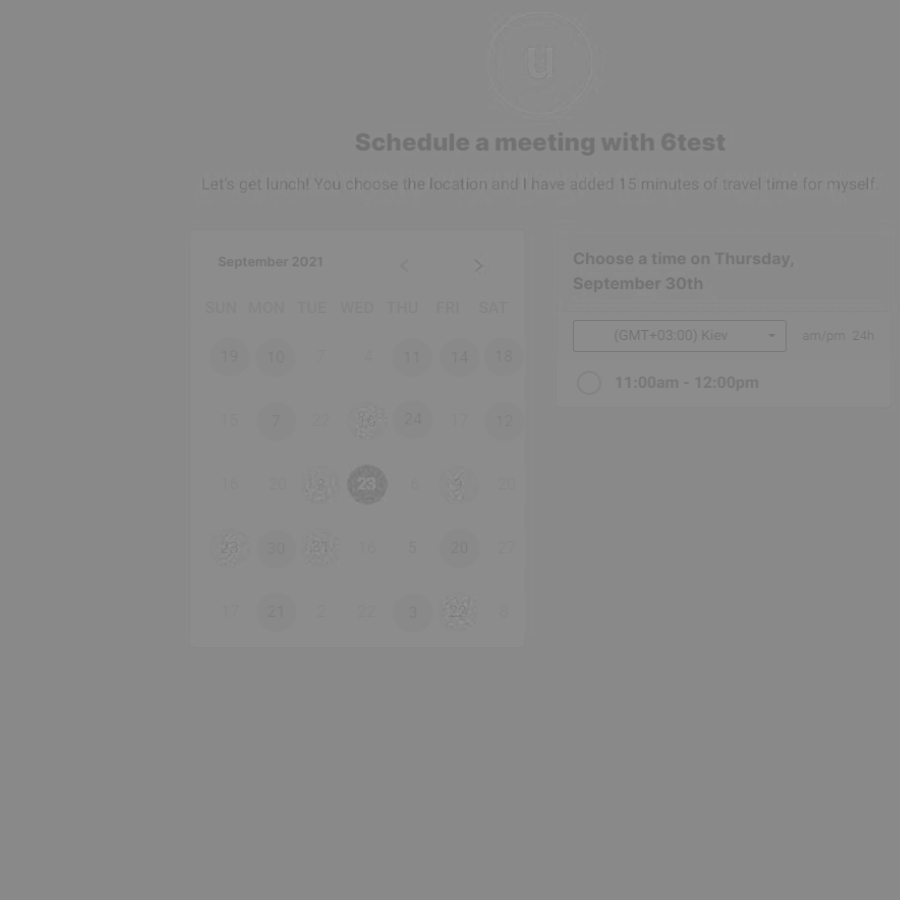 u
Schedule a meeting with 6test
Let's get lunch! You choose the location and I have added 15 minutes of travel time for myself.
September 2021
SUN MON TUE WED THU FRI SAT
19 10 7 4 11 14 18
15 7 22 24 17 12
16 20 23 6 20
28 30 21 16 5 20 27
17 21 2 22 3 22 8
Choose a time on Thursday,
September 30th
(GMT+03:00) Kiev
am/pm 24h
11:00am - 12:00pm